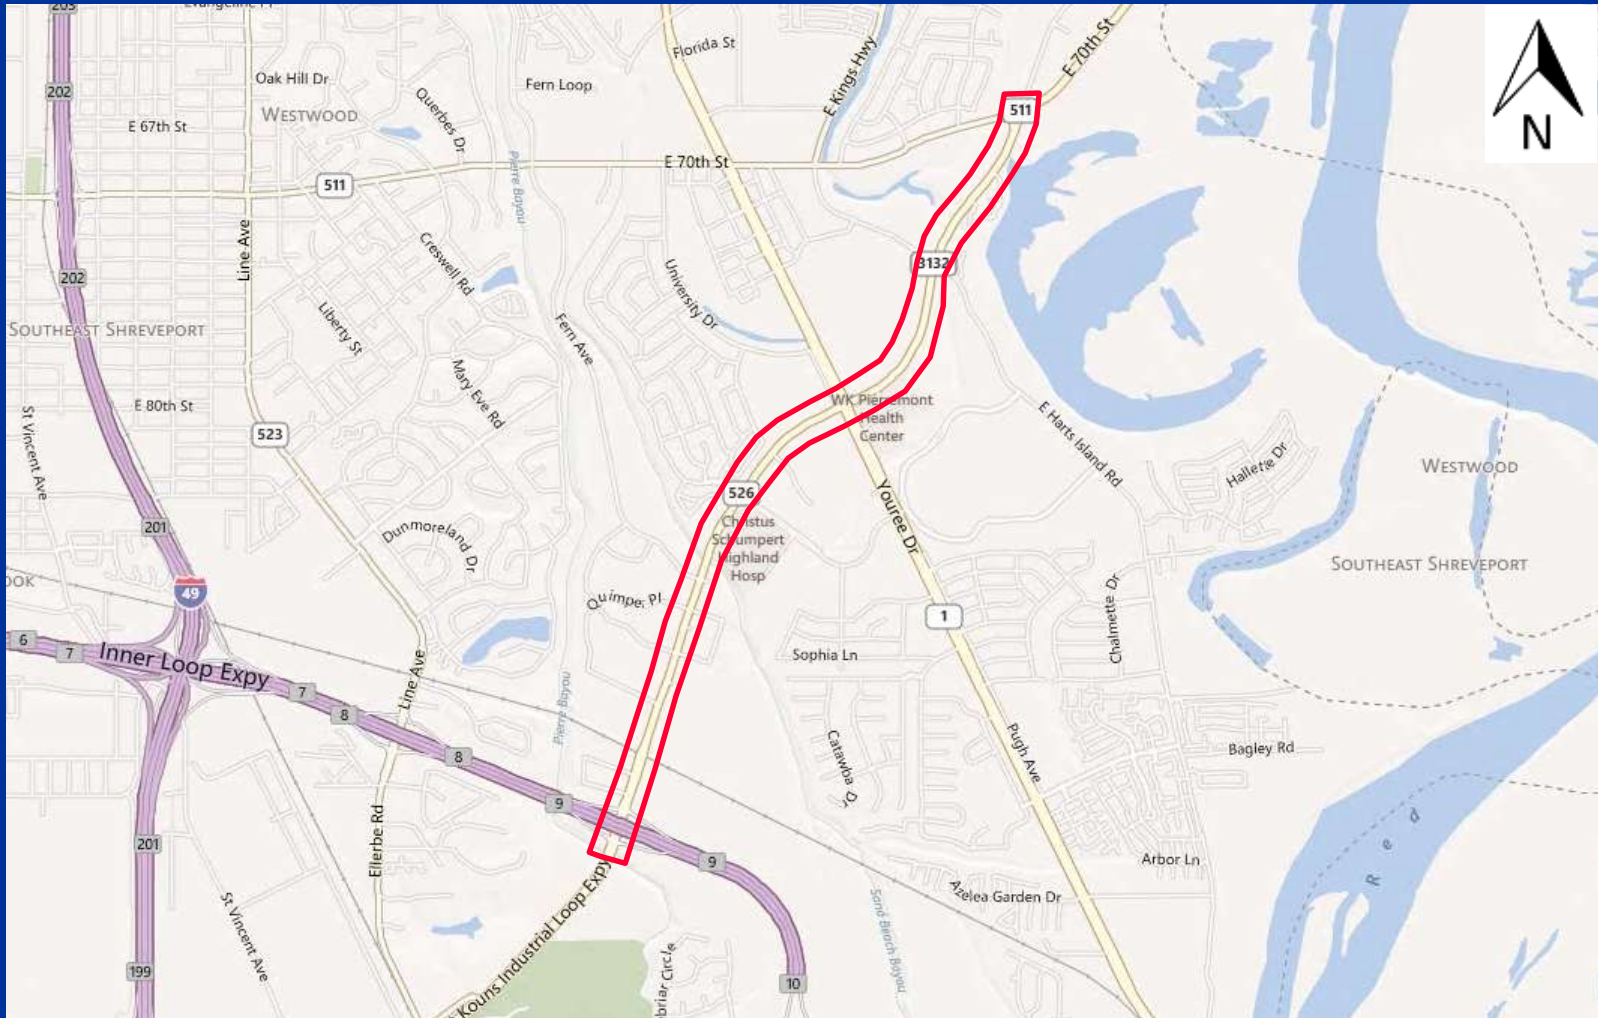 203
Evangeline Pl
Florida St
E 70th St
Oak Hill Dr
Fern Loop
202
WESTWOOD
Querbes Dr
E Kings Hwy
511
E 67th St
N
E 70th St
511
Pierre Bayou
Line Ave
Creswell Rd
3132
202
University Dr
SOUTHEAST SHREVEPORT
Liberty St
Fern Ave
Mary Eve Rd
WK Pierremont
Health
Center
E 80th St
E Harts Island Rd
St Vincent Ave
523
Hallette Dr
WESTWOOD
526
Youree Dr
201
Christus
Schumpert
Highland
Hosp
Dunmoreland Dr
SOUTHEAST SHREVEPORT
OOK
49
Quimper Pl
Chalmette Dr
1
6
7
Inner Loop Expy
Sophia Ln
Line Ave
7
8
Pierre Bayou
8
Pugh Ave
Bagley Rd
Catawba Dr
9
Red
Ellerbe Rd
201
9
Arbor Ln
Kouns Industrial Loop Expy
Azelea Garden Dr
St Vincent Ave
Sand Beach Bayou
briar Circle
199
10